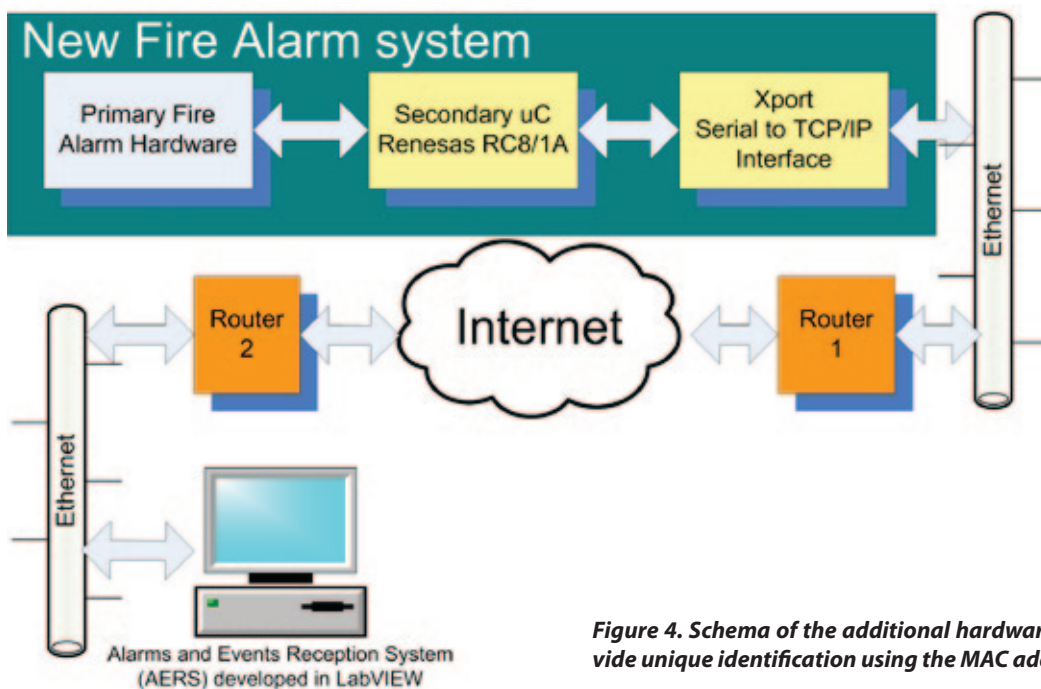 New Fire Alarm system
Primary Fire
Alarm Hardware
Secondary uC
Renesas RC8/1A
Xport
Serial to TCP/IP
Interface
Ethernet
Router
2
Internet
Router
1
Ethernet
Alarms and Events Reception System
(AERS) developed in LabVIEW
Figure 4. Schema of the additional hardwar
vide unique identification using the MAC add